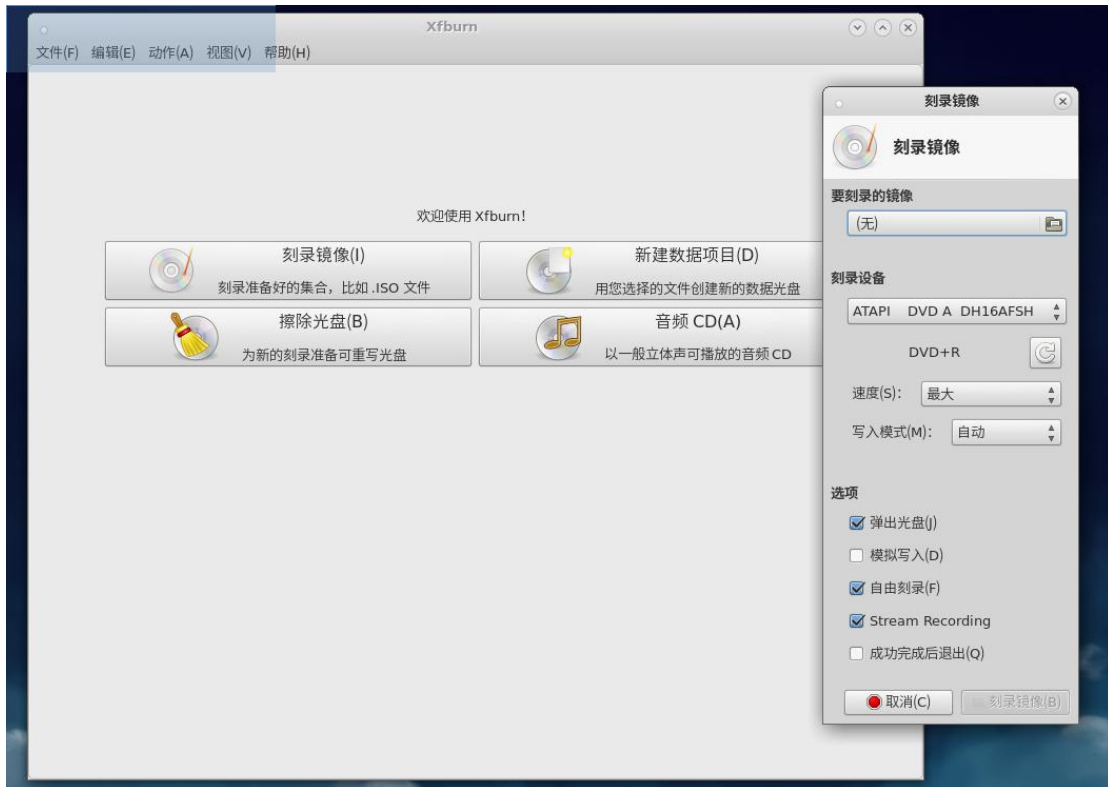 Xfburn
文件(F) 编辑(E) 动作(A) 视图(V) 帮助(H)
欢迎使用 Xfburn!
刻录镜像(I)
刻录准备好的集合，比如 .ISO 文件
新建数据项目(D)
用您选择的文件创建新的数据光盘
擦除光盘(B)
为新的刻录准备可重写光盘
音频 CD(A)
以一般立体声可播放的音频 CD
刻录镜像
刻录镜像
要刻录的镜像
(无)
刻录设备
ATAPI DVD A DH16AFSH
DVD+R
速度(S)： 最大
写入模式(M)： 自动
选项
弹出光盘(J)
模拟写入(D)
自由刻录(F)
Stream Recording
成功完成后退出(Q)
取消(C) 刻录镜像(B)